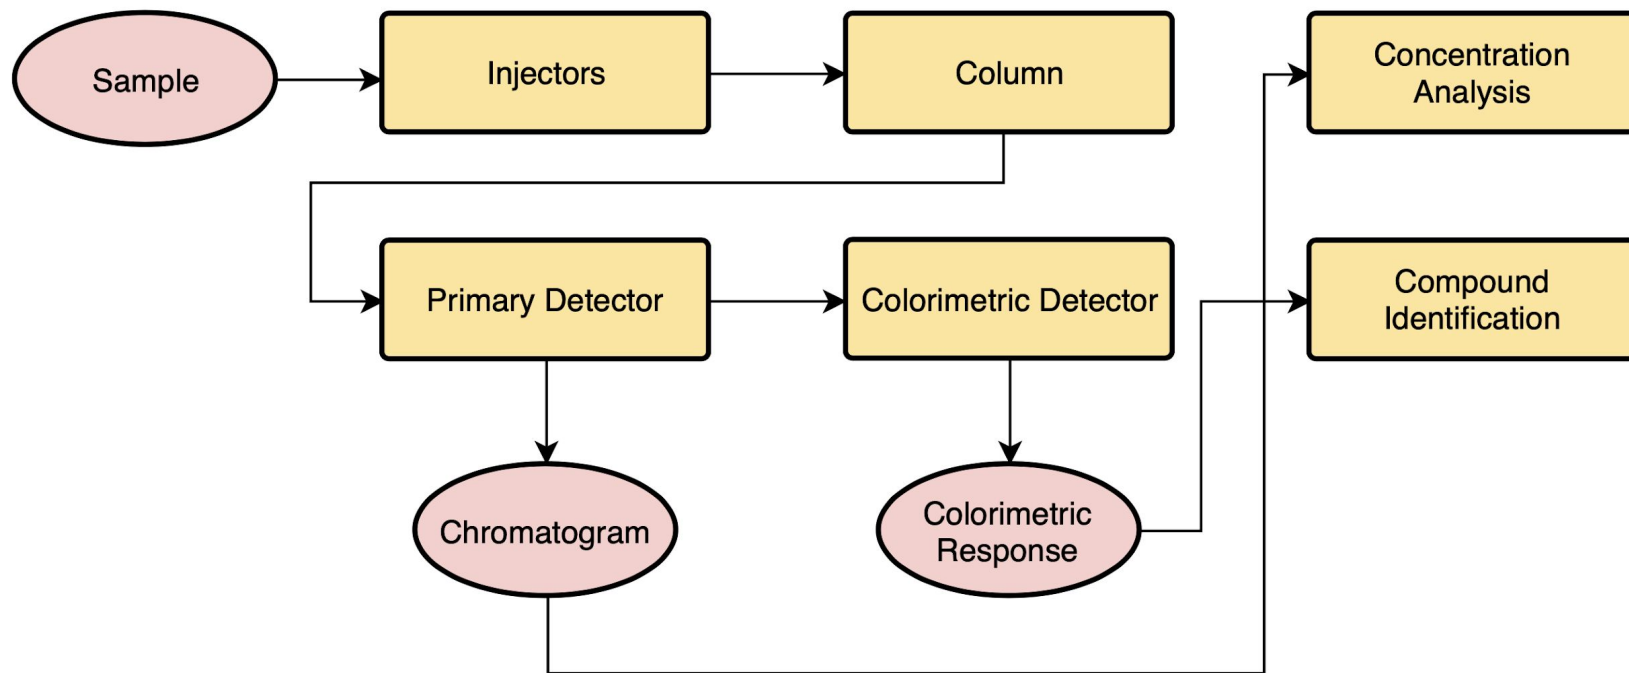 Sample
Injectors
Column
Concentration
Analysis
Primary Detector
Colorimetric Detector
Compound
Identification
Chromatogram
Colorimetric
Response